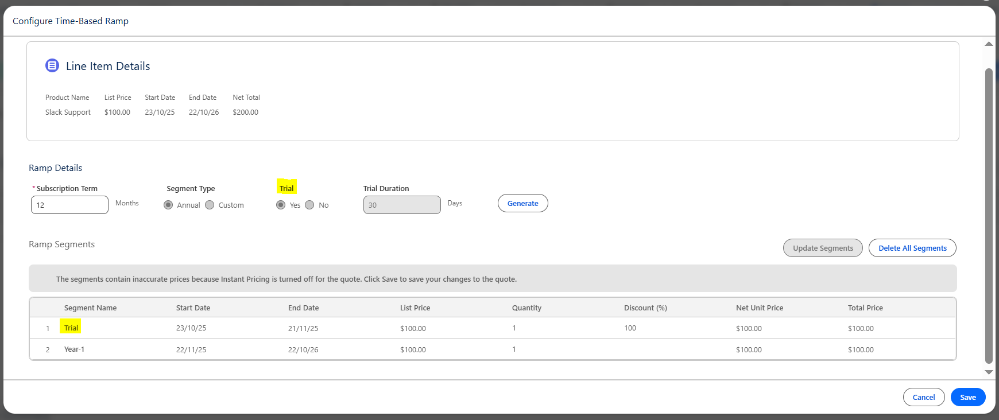 Configure Time-Based Ramp
Line Item Details
Product Name List Price Start Date End Date Net Total
Slack Support $100.00 23/10/25 22/10/26 $200.00
Ramp Details
*Subscription Term Segment Type Trial Trial Duration
12 Months Annual Custom Yes No 30 Days Generate
Ramp Segments Update Segments Delete All Segments
The segments contain inaccurate prices because Instant Pricing is turned off for the quote. Click Save to save your changes to the quote.
Segment Name Start Date End Date List Price Quantity Discount (%) Net Unit Price Total Price
1 Trial 23/10/25 21/11/25 $100.00 1 100 $100.00 $100.00
2 Year-1 22/11/25 22/10/26 $100.00 1 $100.00 $100.00
Cancel Save